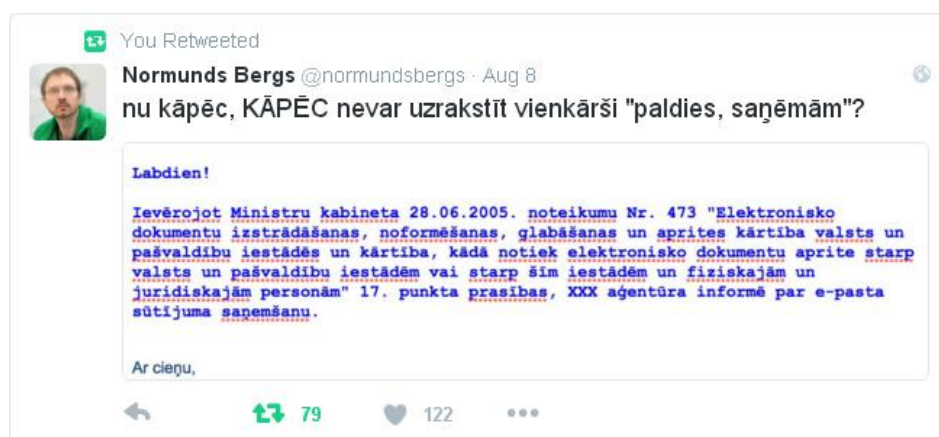 You Retweeted
Normunds Bergs @normundsbergs · Aug 8
nu kāpēc, KĀPĒC nevar uzrakstīt vienkārši "paldies, saņēmām"?
Labdien!
Ievērojot Ministru kabineta 28.06.2005. noteikumu Nr. 473 "Elektronisko
dokumentu izstrādāšanas, noformēšanas, glabāšanas un aprites kārtība valsts un
pašvaldību iestādēs un kārtība, kādā notiek elektronisko dokumentu aprite starp
valsts un pašvaldību iestādēm vai starp šīm iestādēm un fiziskajām un
juridiskajām personām" 17. punkta prasības, XXX aģentūra informē par e-pasta
sūtījuma saņemšanu.
Ar cieņu,
79 122